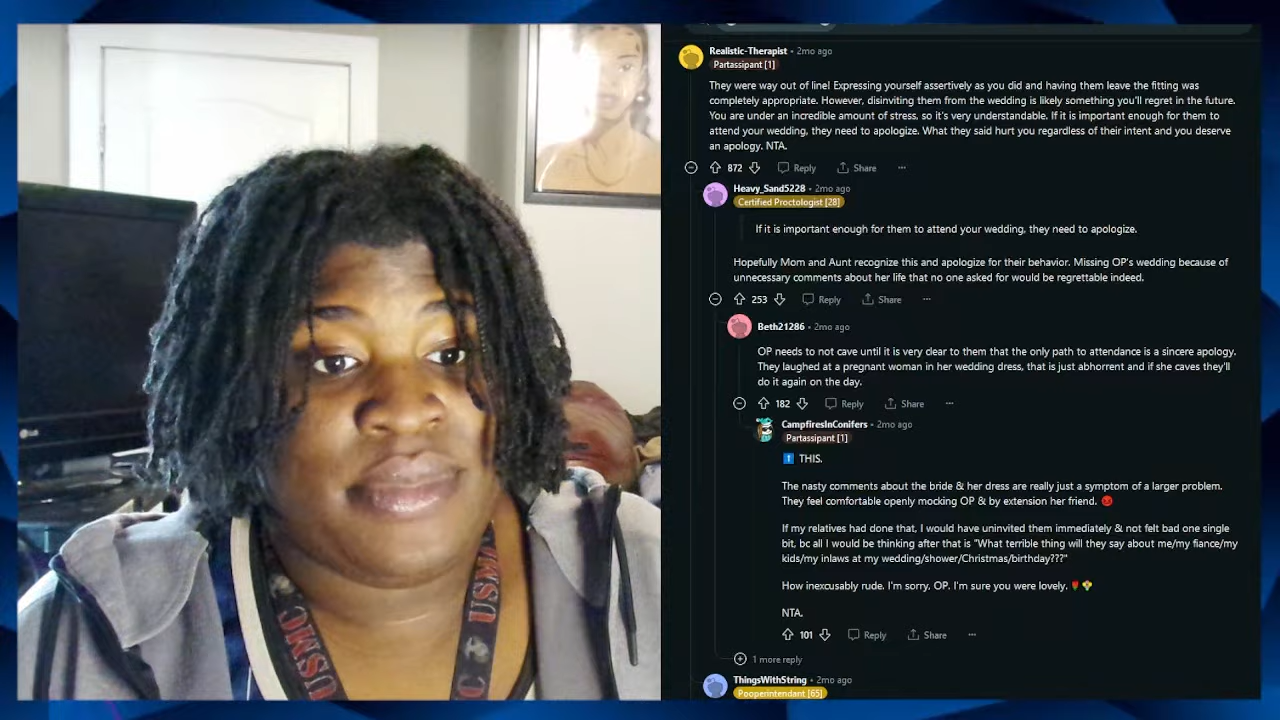 Realistic-Therapist • 2mo ago
Partassipant [1]
They were way out of line! Expressing yourself assertively as you did and having them leave the fitting was
completely appropriate. However, disinviting them from the wedding is likely something you'll regret in the future.
You are under an incredible amount of stress, so it's very understandable. If it is important enough for them to
attend your wedding, they need to apologize. What they said hurt you regardless of their intent and you deserve
an apology. NTA.
872 Reply Share ...
Heavy_Sand5228 • 2mo ago
Certified Proctologist [28]
If it is important enough for them to attend your wedding, they need to apologize.
Hopefully Mom and Aunt recognize this and apologize for their behavior. Missing OP's wedding because of
unnecessary comments about her life that no one asked for would be regrettable indeed.
253 Reply Share ...
Beth21286 • 2mo ago
OP needs to not cave until it is very clear to them that the only path to attendance is a sincere apology.
They laughed at a pregnant woman in her wedding dress, that is just abhorrent and if she caves they'll
do it again on the day.
182 Reply Share ...
CampfiresInConifers • 2mo ago
Partassipant [1]
THIS.
The nasty comments about the bride & her dress are really just a symptom of a larger problem.
They feel comfortable openly mocking OP & by extension her friend.
If my relatives had done that, I would have uninvited them immediately & not felt bad one single
bit, bc all I would be thinking after that is "What terrible thing will they say about me/my fiance/my
kids/my inlaws at my wedding/shower/Christmas/birthday???"
How inexcusably rude. I'm sorry. OP. I'm sure you were lovely.
NTA.
101 Reply Share ...
1 more reply
ThingsWithString • 2mo ago
Pooperintendant [65]
USMC
USMC